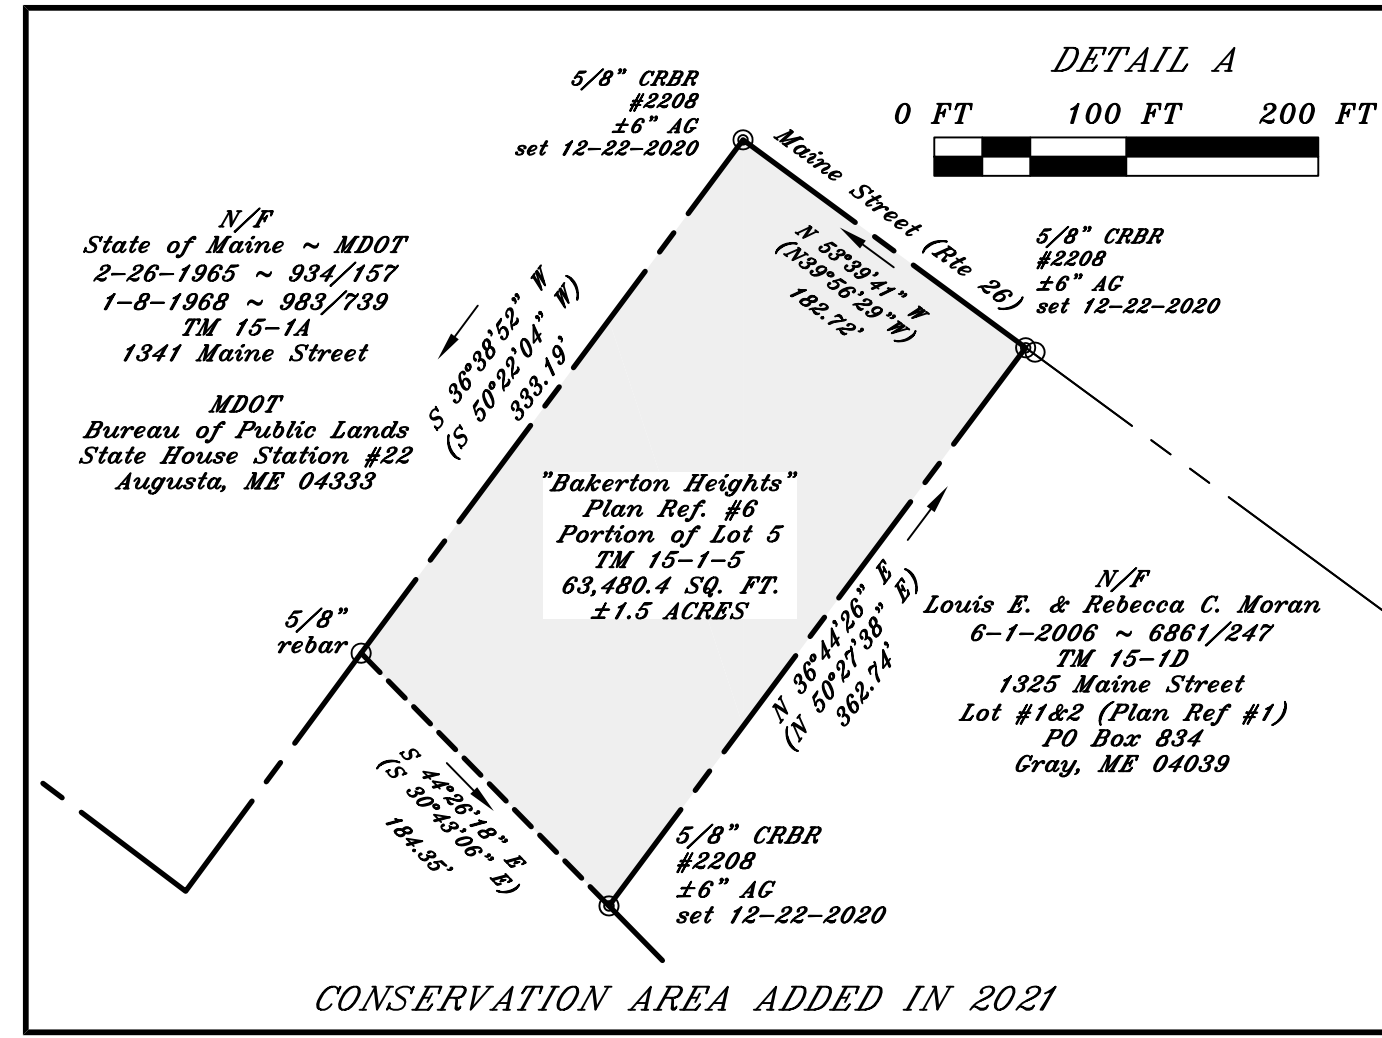 DETAIL A
0 FT 100 FT 200 FT
5/8" CRBR
#2208
±6" AG
set 12-22-2020
Maine Street (Rte 26)
N 53°39'41" W
(N39°56'29"W)
182.72'
5/8" CRBR
#2208
±6" AG
set 12-22-2020
N/F
State of Maine ~ MDOT
2-26-1965 ~ 934/157
1-8-1968 ~ 983/739
TM 15-1A
1341 Maine Street
MDOT
Bureau of Public Lands
State House Station #22
Augusta, ME 04333
S 36°38'52" W
(S 50°22'04" W)
333.19'
"Bakerton Heights"
Plan Ref. #6
Portion of Lot 5
TM 15-1-5
63,480.4 SQ. FT.
±1.5 ACRES
N 36°44'26" E
(N 50°27'38" E)
362.74'
N/F
Louis E. & Rebecca C. Moran
6-1-2006 ~ 6861/247
TM 15-1D
1325 Maine Street
Lot #1&2 (Plan Ref #1)
PO Box 834
Gray, ME 04039
5/8"
rebar
S 44°26'18" E
(S 30°43'06" E)
184.35'
5/8" CRBR
#2208
±6" AG
set 12-22-2020
CONSERVATION AREA ADDED IN 2021